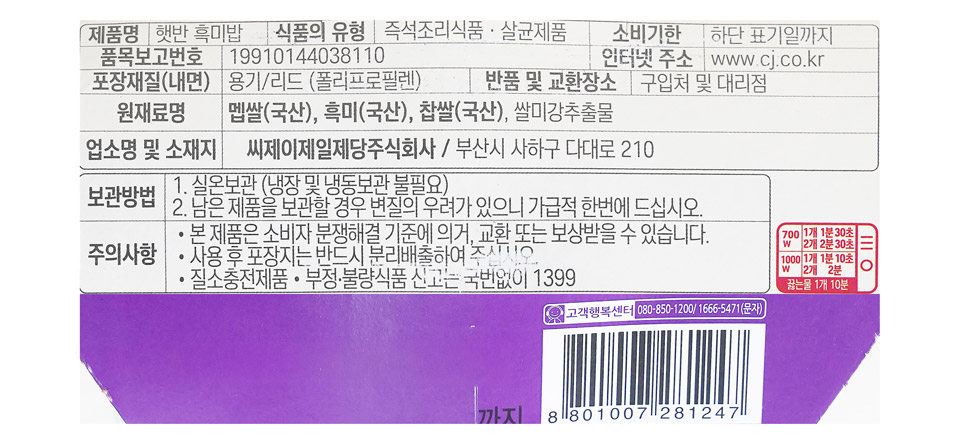 제품명 햇반 흑미밥 식품의 유형 즉석조리식품 · 살균제품 소비기한 하단 표기일까지
품목보고번호 19910144038110 인터넷 주소 www.cj.co.kr
포장재질(내면) 용기/리드 (폴리프로필렌) 반품 및 교환장소 구입처 및 대리점
원재료명 멥쌀(국산), 흑미(국산), 찹쌀(국산), 쌀미강추출물
업소명 및 소재지 씨제이제일제당주식회사 / 부산시 사하구 다대로 210
보관방법 1. 실온보관 (냉장 및 냉동보관 불필요)
2. 남은 제품을 보관할 경우 변질의 우려가 있으니 가급적 한번에 드십시오.
주의사항 • 본 제품은 소비자 분쟁해결 기준에 의거, 교환 또는 보상받을 수 있습니다.
• 사용 후 포장지는 반드시 분리배출하여 주십시오
• 질소충전제품 • 부정·불량식품 신고는 국번없이 1399
700W 1개 1분30초
2개 2분30초
1000W 1개 1분10초
2개 2분
끓는물 1개 10분
고객행복센터 080-850-1200/ 1666-5471(문자)
8 801007 281247
까지